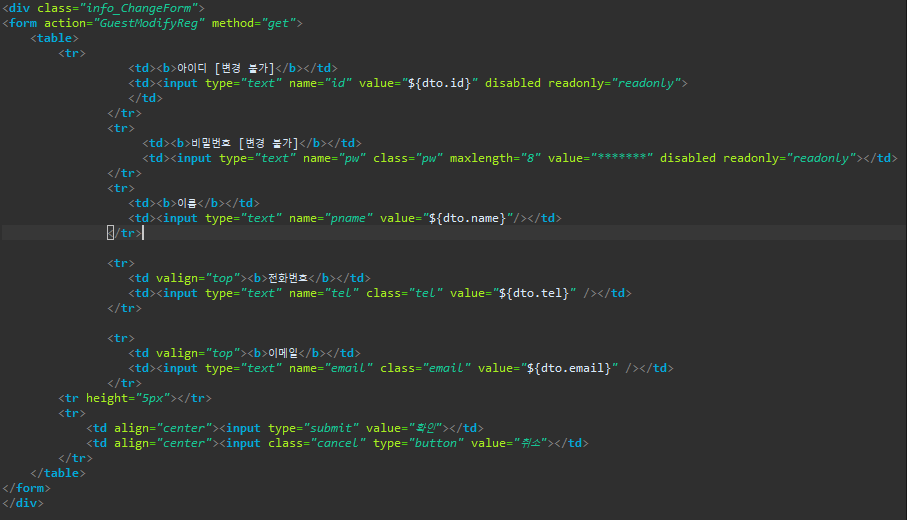 <div class="info_ChangeForm">
<form action="GuestModifyReg" method="get">
<table>
<tr>
<td><b>아이디 [변경 불가]</b></td>
<td><input type="text" name="id" value="${dto.id}" disabled readonly="readonly">
</td>
</tr>
<tr>
<td><b>비밀번호 [변경 불가]</b></td>
<td><input type="text" name="pw" class="pw" maxlength="8" value="*******" disabled readonly="readonly"></td>
</tr>
<tr>
<td><b>이름</b></td>
<td><input type="text" name="pname" value="${dto.name}"/></td>
</tr>
<tr>
<td valign="top"><b>전화번호</b></td>
<td><input type="text" name="tel" class="tel" value="${dto.tel}" /></td>
</tr>
<tr>
<td valign="top"><b>이메일</b></td>
<td><input type="text" name="email" class="email" value="${dto.email}" /></td>
</tr>
<tr height="5px"></tr>
<tr>
<td align="center"><input type="submit" value="확인"></td>
<td align="center"><input class="cancel" type="button" value="취소"></td>
</tr>
</table>
</form>
</div>